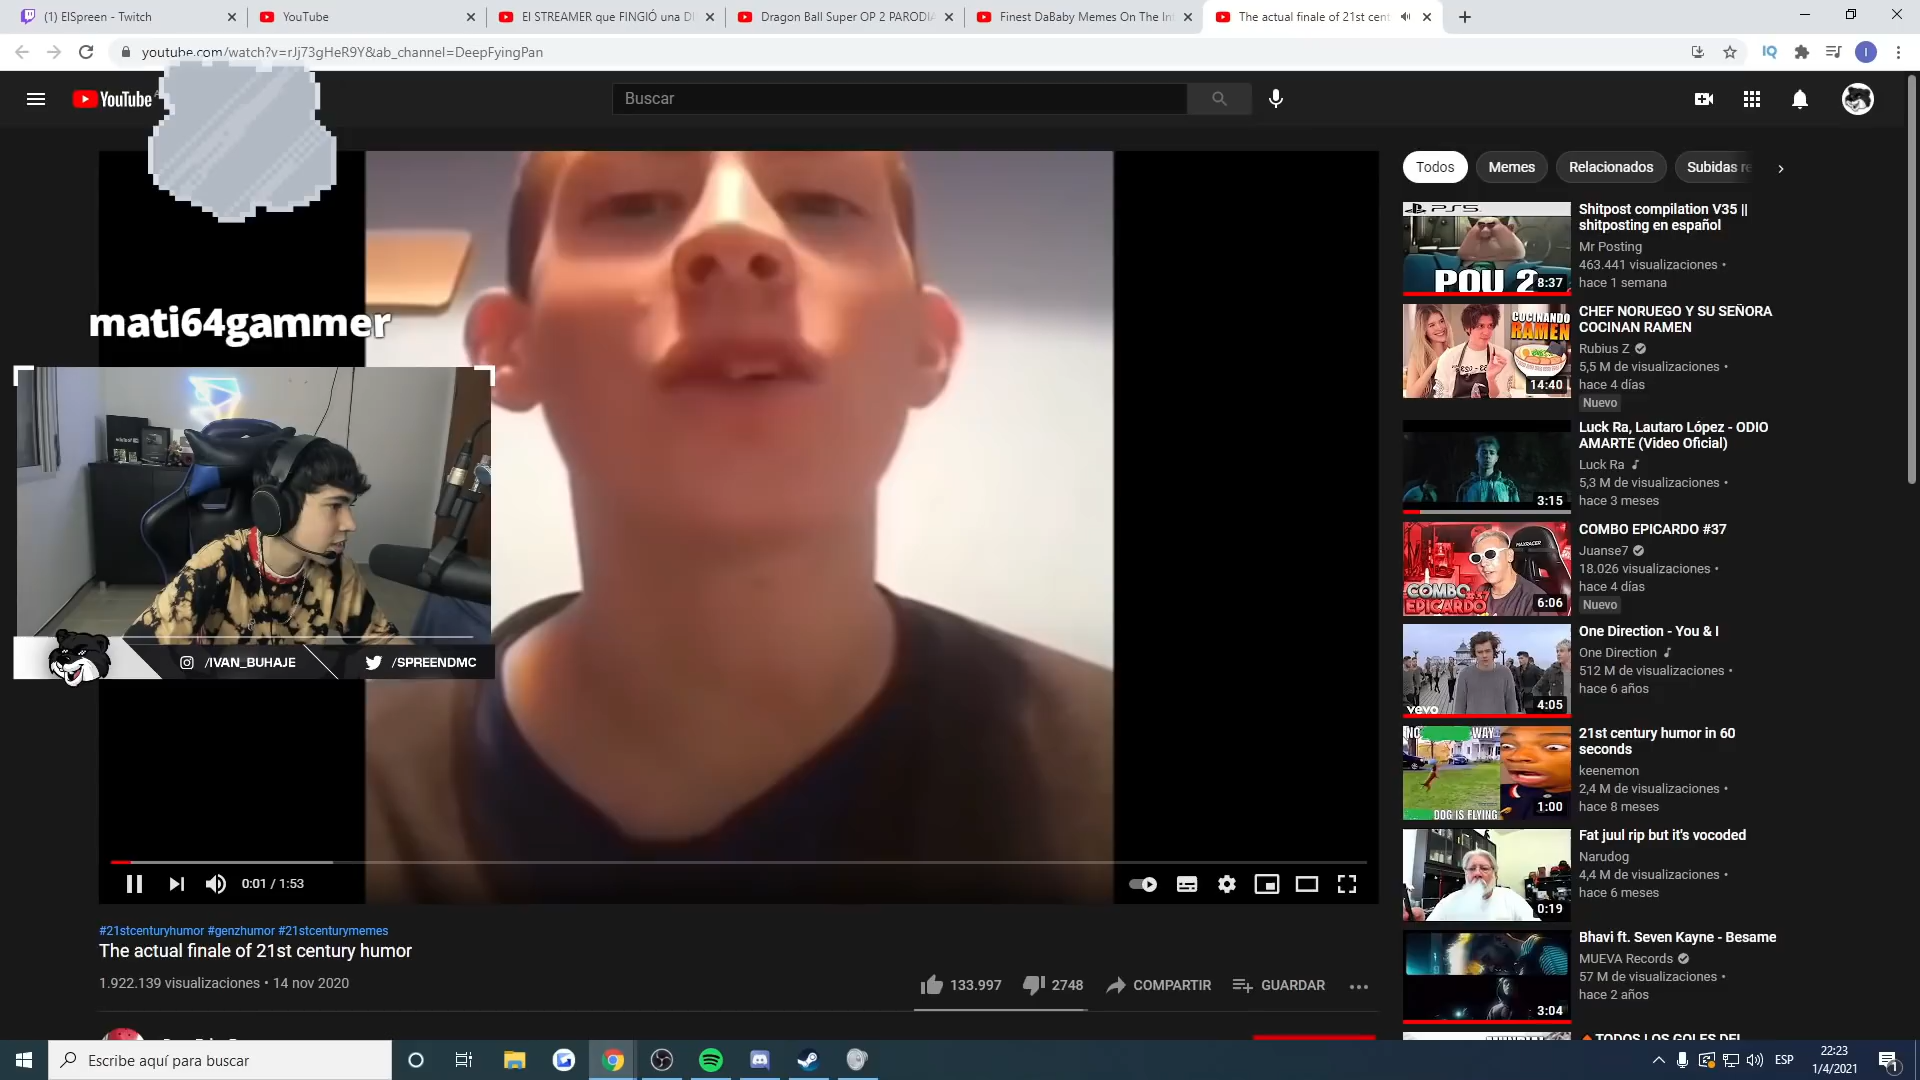 (1) ElSpreen - Twitch
YouTube
El STREAMER que FINGIÓ una D
Dragon Ball Super OP 2 PARODIA
Finest DaBaby Memes On The In
The actual finale of 21st cent
youtube.com/watch?v=rJj73gHeR9Y&ab_channel=DeepFyingPan
YouTube
Buscar
mati64gammer
/IVAN_BUHAJE
/SPREENDMC
0:01 / 1:53
#21stcenturyhumor #genzhumor #21stcenturymemes
The actual finale of 21st century humor
1.922.139 visualizaciones • 14 nov 2020
133.997
2748
COMPARTIR
GUARDAR
Todos
Memes
Relacionados
Subidas re
PS5
POU 2
8:37
Shitpost compilation V35 ||
shitposting en español
Mr Posting
463.441 visualizaciones •
hace 1 semana
COCINANDO
RAMEN
14:40
CHEF NORUEGO Y SU SEÑORA
COCINAN RAMEN
Rubius Z
5,5 M de visualizaciones •
hace 4 días
Nuevo
3:15
Luck Ra, Lautaro López - ODIO
AMARTE (Video Oficial)
Luck Ra
5,3 M de visualizaciones •
hace 3 meses
COMBO #37
EPICARDO
6:06
COMBO EPICARDO #37
Juanse7
18.026 visualizaciones •
hace 4 días
Nuevo
vevo
4:05
One Direction - You & I
One Direction
512 M de visualizaciones •
hace 6 años
NO WAY
DOG IS FLYING
1:00
21st century humor in 60
seconds
keenemon
2,4 M de visualizaciones •
hace 8 meses
0:19
Fat juul rip but it's vocoded
Narudog
4,4 M de visualizaciones •
hace 6 meses
3:04
Bhavi ft. Seven Kayne - Besame
MUEVA Records
57 M de visualizaciones •
hace 2 años
TODOS LOS GOLES DEL
Escribe aquí para buscar
ESP
22:23
1/4/2021